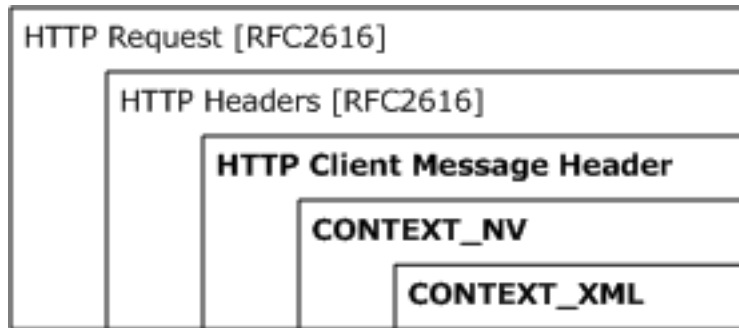 HTTP Request [RFC2616]
HTTP Headers [RFC2616]
HTTP Client Message Header
CONTEXT_NV
CONTEXT_XML